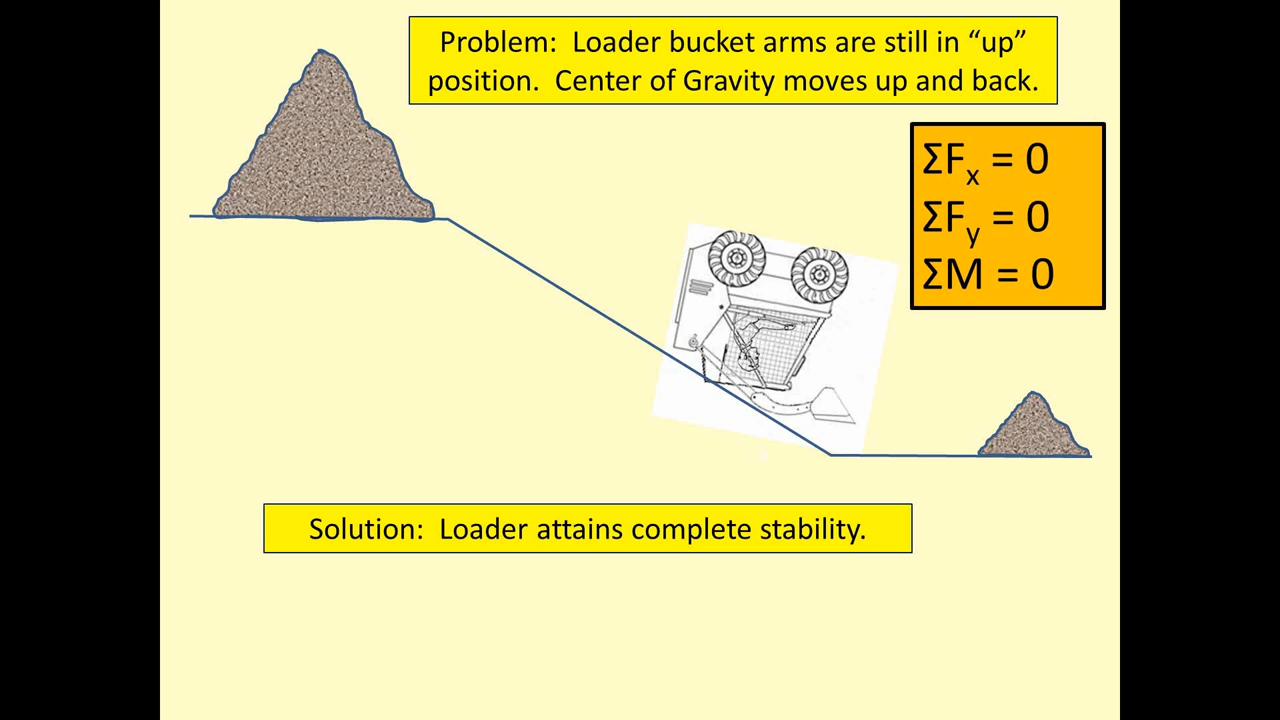 Problem:  Loader bucket arms are still in “up”
position.  Center of Gravity moves up and back.
ΣFx = 0
ΣFy = 0
ΣM = 0
Solution:  Loader attains complete stability.